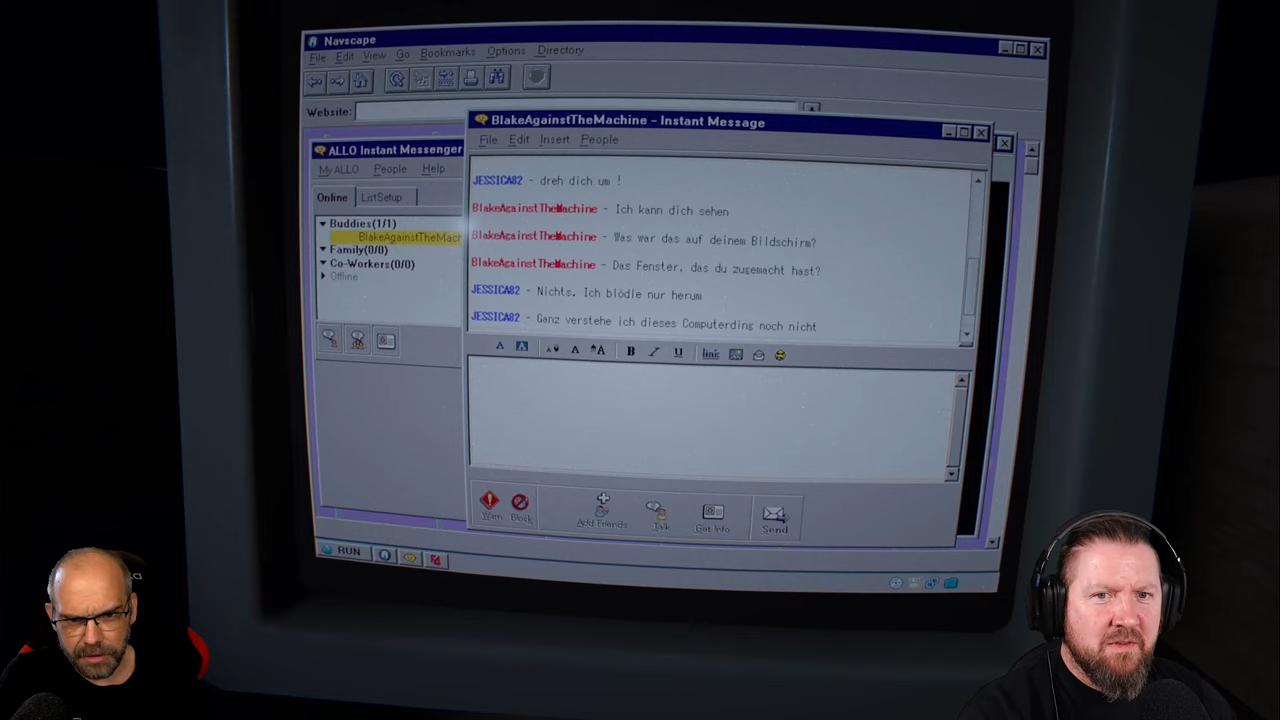 Navscape
File Edit View Go Bookmarks Options Directory
Website:
ALLO Instant Messenger
My ALLO People Help
Online ListSetup
Buddies(1/1)
BlakeAgainstTheMach
Family(0/0)
Co-Workers(0/0)
Offline
BlakeAgainstTheMachine - Instant Message
File Edit Insert People
JESSICA82 - dreh dich um !
BlakeAgainstTheMachine - Ich kann dich sehen
BlakeAgainstTheMachine - Was war das auf deinem Bildschirm?
BlakeAgainstTheMachine - Das Fenster, das du zugemacht hast?
JESSICA82 - Nichts. Ich blödle nur herum
JESSICA82 - Ganz verstehe ich dieses Computerding noch nicht
A A A A A B I U link
Warn Block Add Friends Talk Get Info Send
RUN